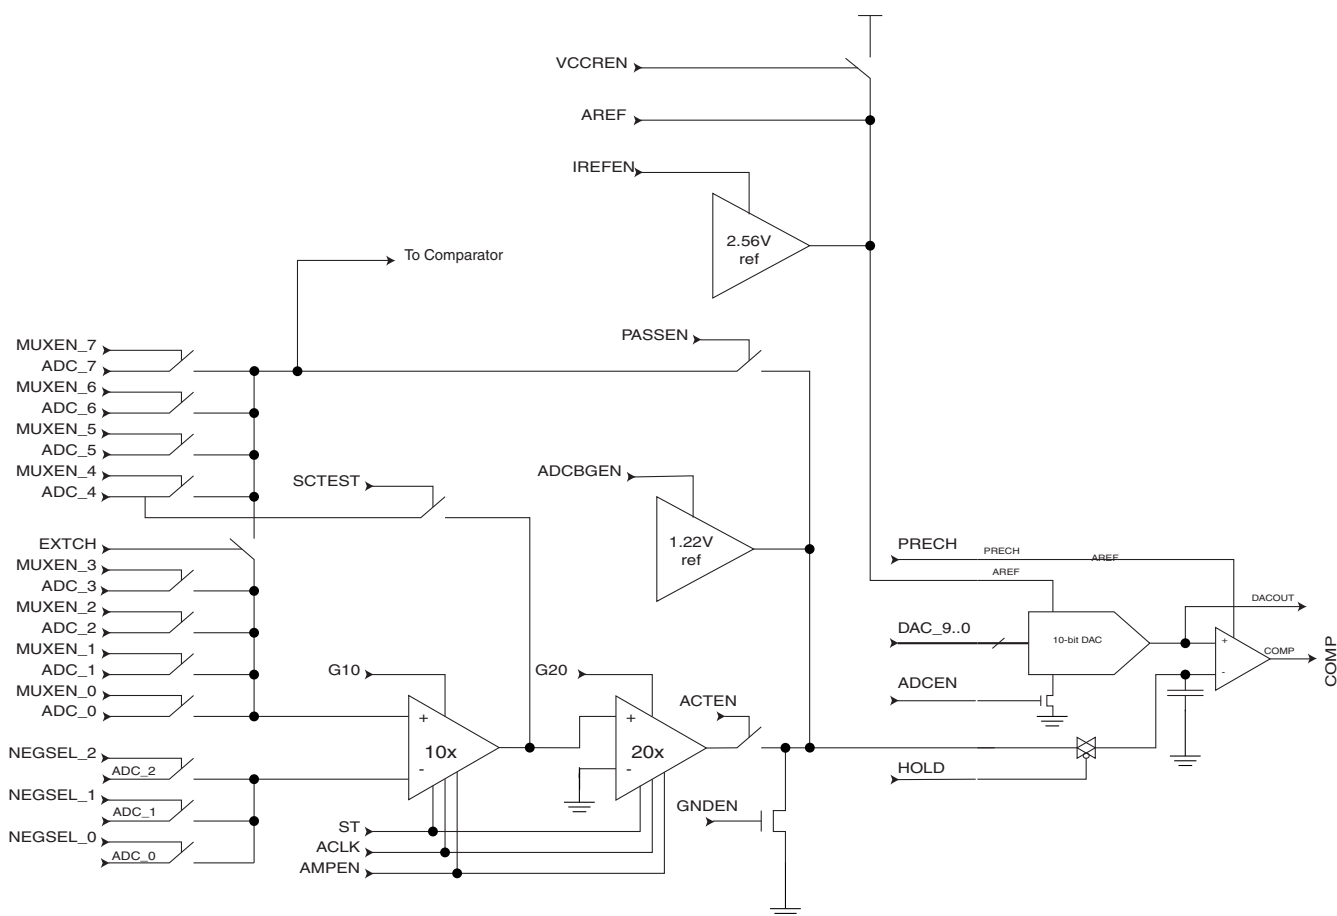 VCCREN
AREF
IREFEN
2.56V
ref
To Comparator
PASSEN
MUXEN_7
ADC_7
MUXEN_6
ADC_6
MUXEN_5
ADC_5
MUXEN_4
ADC_4
SCTEST
ADCBGEN
1.22V
ref
EXTCH
MUXEN_3
ADC_3
MUXEN_2
ADC_2
MUXEN_1
ADC_1
MUXEN_0
ADC_0
PRECH
PRECH
AREF
AREF
DACOUT
DAC_9..0
10-bit DAC
+
-
COMP
COMP
ADCEN
G10
G20
ACTEN
+
10x
-
+
20x
-
NEGSEL_2
ADC_2
NEGSEL_1
ADC_1
NEGSEL_0
ADC_0
HOLD
GNDEN
ST
ACLK
AMPEN